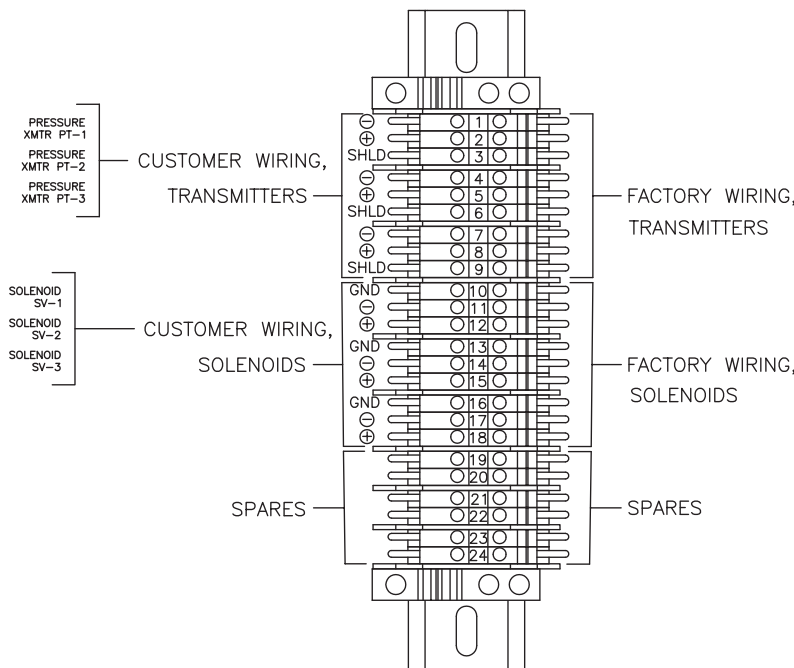 PRESSURE
XMTR PT-1
PRESSURE
XMTR PT-2
PRESSURE
XMTR PT-3
CUSTOMER WIRING,
TRANSMITTERS
SOLENOID
SV-1
SOLENOID
SV-2
SOLENOID
SV-3
CUSTOMER WIRING,
SOLENOIDS
SPARES
⊖ 1
⊕ 2
SHLD 3
⊖ 4
⊕ 5
SHLD 6
⊖ 7
⊕ 8
SHLD 9
GND 10
⊖ 11
⊕ 12
GND 13
⊖ 14
⊕ 15
GND 16
⊖ 17
⊕ 18
19
20
21
22
23
24
FACTORY WIRING,
TRANSMITTERS
FACTORY WIRING,
SOLENOIDS
SPARES